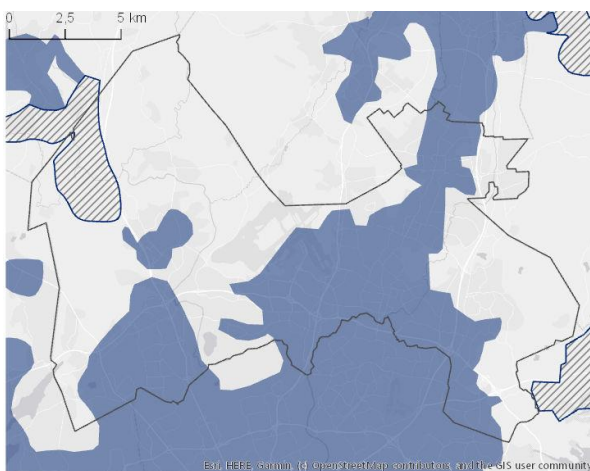 0 2,5 5 km
Esri, HERE, Garmin, (c) OpenStreetMap contributors, and the GIS user community